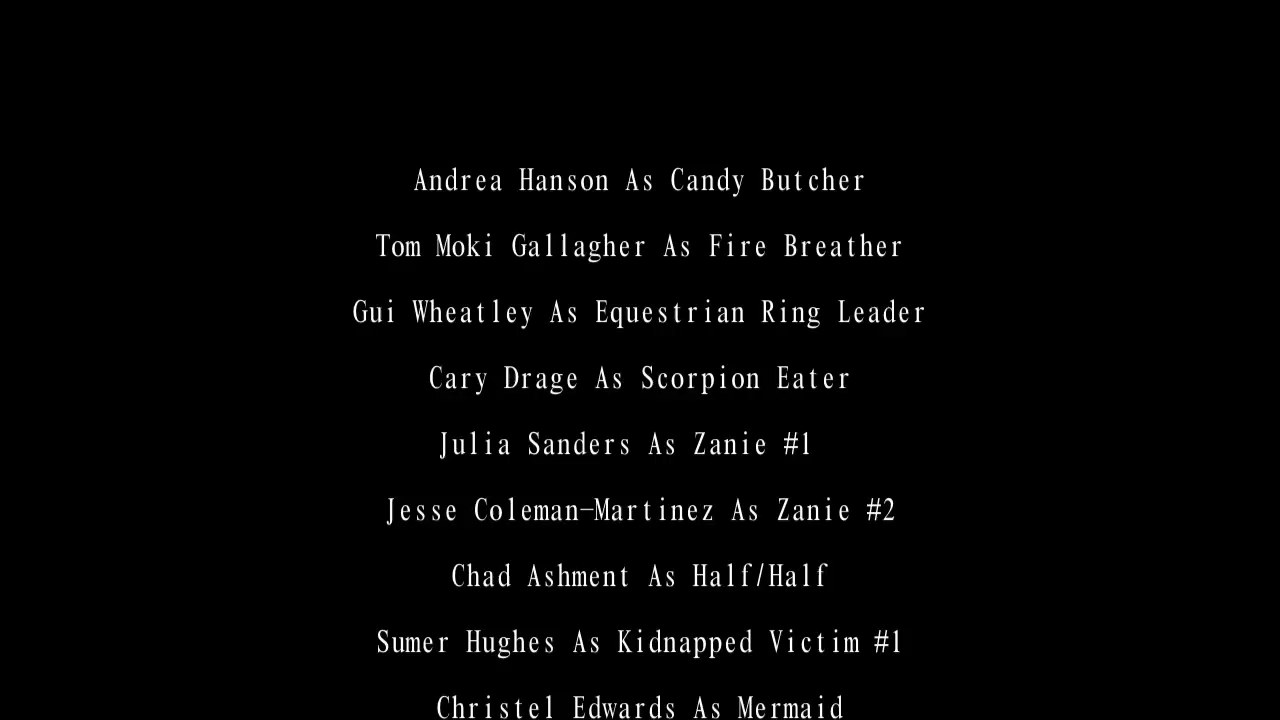 Andrea Hanson As Candy Butcher
Tom Moki Gallagher As Fire Breather
Gui Wheatley As Equestrian Ring Leader
Cary Drage As Scorpion Eater
Julia Sanders As Zanie #1
Jesse Coleman-Martinez As Zanie #2
Chad Ashment As Half/Half
Sumer Hughes As Kidnapped Victim #1
Christel Edwards As Mermaid